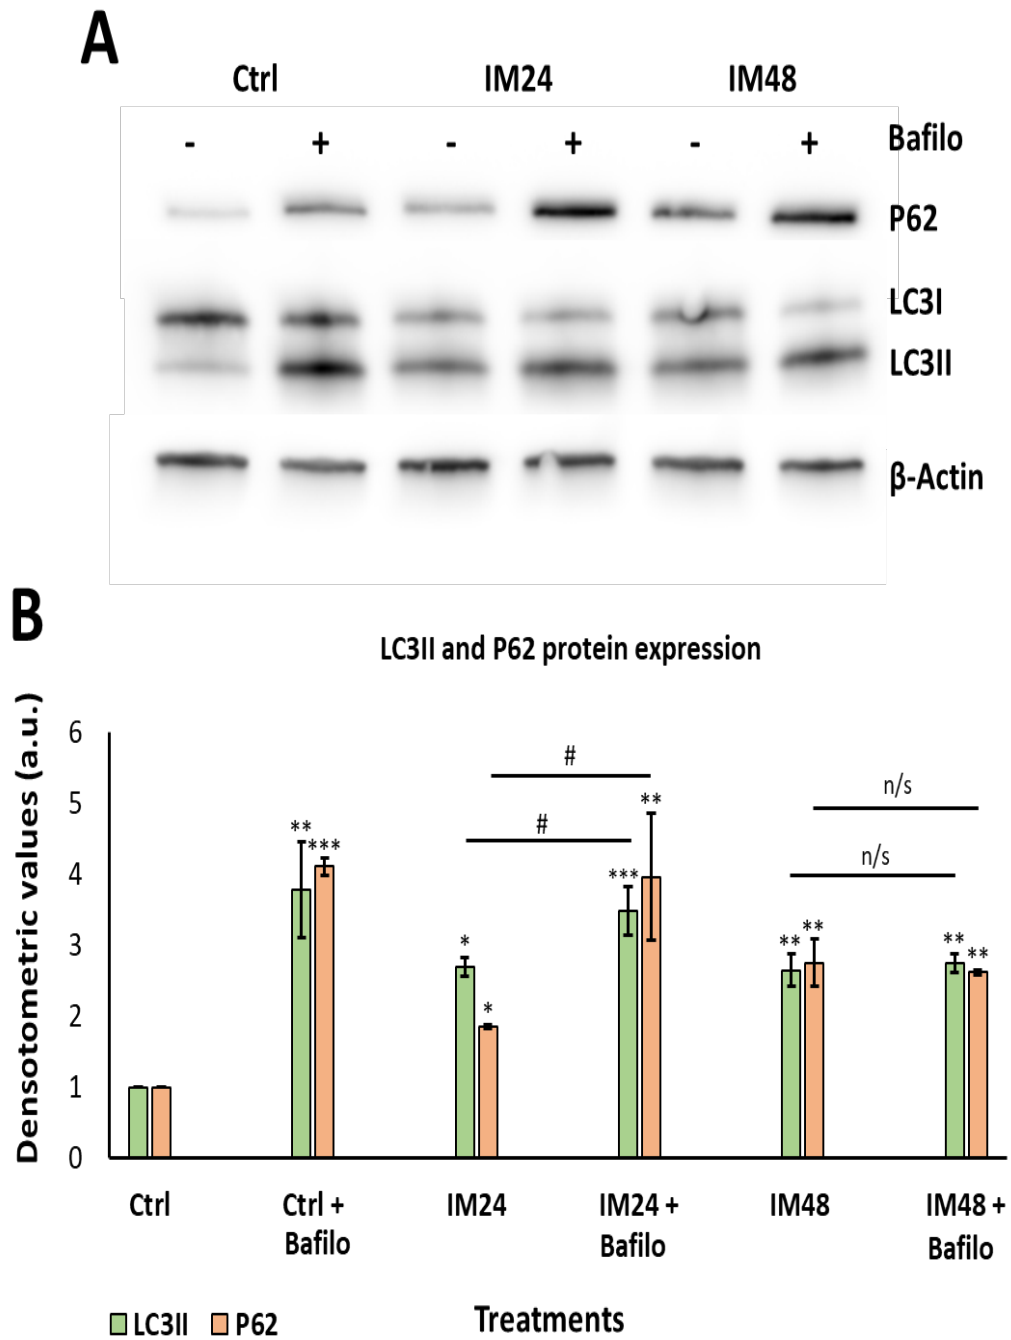 A
Ctrl IM24 IM48
- + - + - + Bafilo
P62
LC3I
LC3II
β-Actin
B
LC3II and P62 protein expression
Densotometric values (a.u.)
6
5
4
3
2
1
0
#
#
n/s
n/s
** ***
* *
*** **
** **
** **
Ctrl
Ctrl +
Bafilo
IM24
IM24 +
Bafilo
IM48
IM48 +
Bafilo
LC3II P62
Treatments